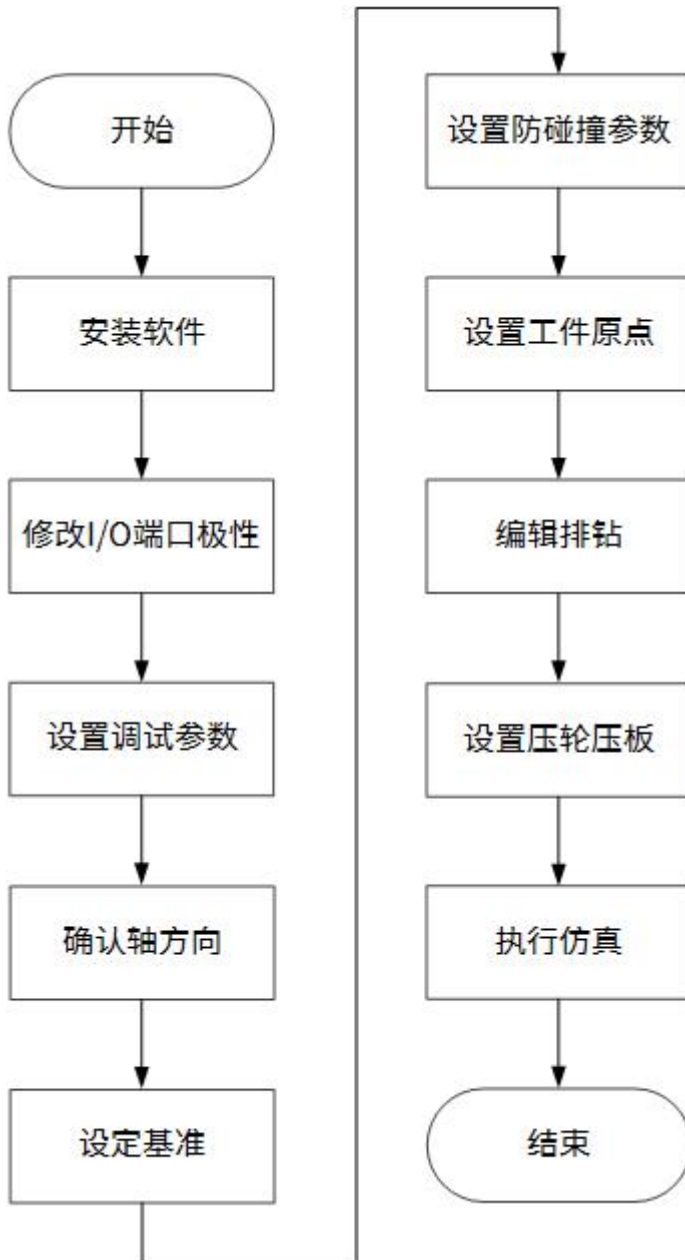 开始
安装软件
修改I/O端口极性
设置调试参数
确认轴方向
设定基准
设置防碰撞参数
设置工件原点
编辑排钻
设置压轮压板
执行仿真
结束